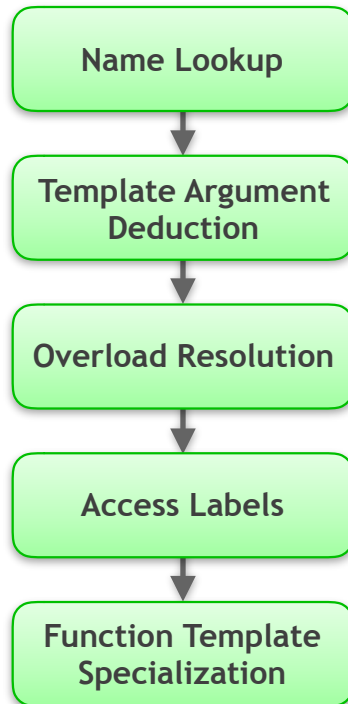 Name Lookup
Template Argument
Deduction
Overload Resolution
Access Labels
Function Template
Specialization